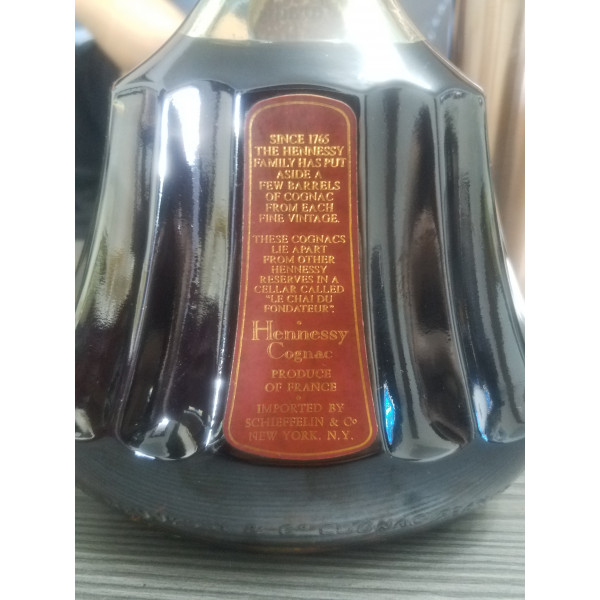 SINCE 1765
THE HENNESSY
FAMILY HAS PUT
ASIDE A
FEW BARRELS
OF COGNAC
FROM EACH
FINE VINTAGE.
THESE COGNACS
LIE APART
FROM OTHER
HENNESSY
RESERVES IN A
CELLAR CALLED
"LE CHAI DU
FONDATEUR".
Hennessy
Cognac
PRODUCE
OF FRANCE
IMPORTED BY
SCHIEFFELIN & Co
NEW YORK, N.Y.